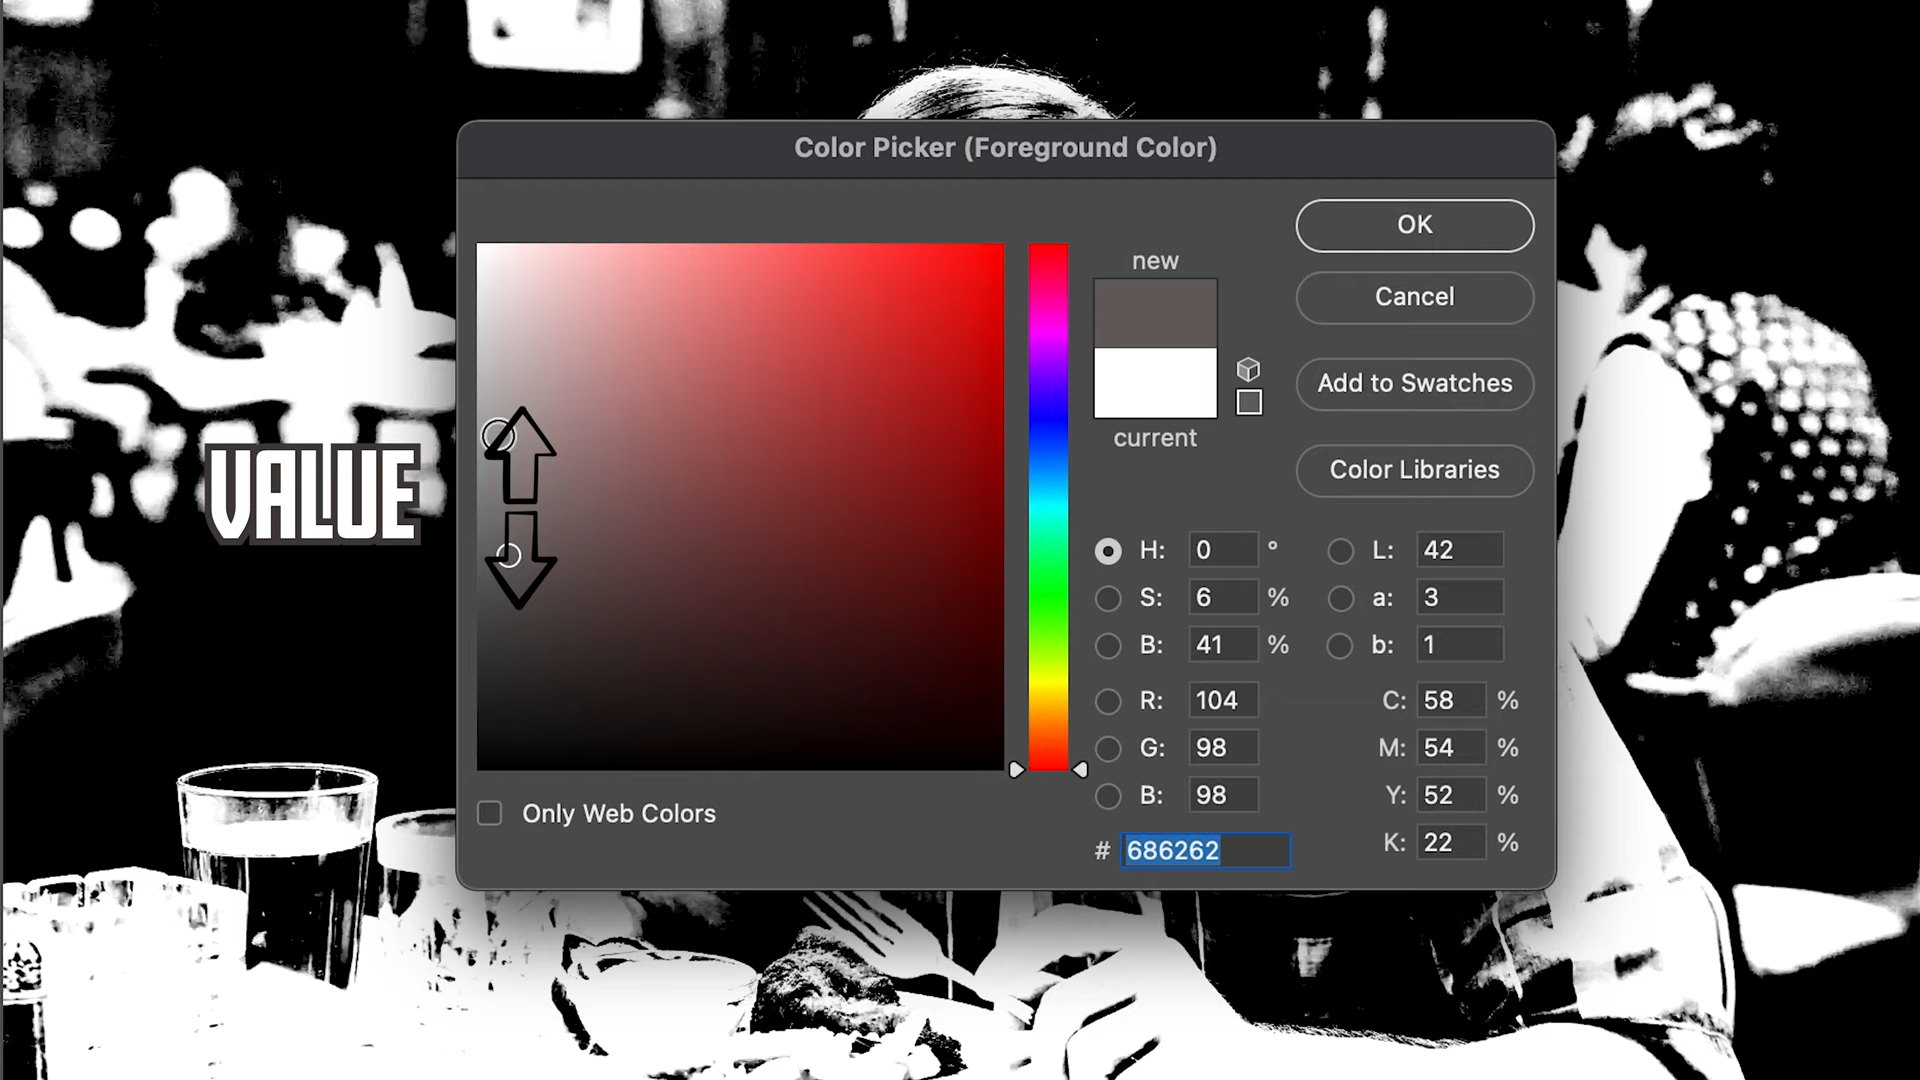 Color Picker (Foreground Color)
OK
new
Cancel
Add to Swatches
current
Color Libraries
VALUE
H: 0 ° L: 42
S: 6 % a: 3
B: 41 % b: 1
R: 104 C: 58 %
G: 98 M: 54 %
B: 98 Y: 52 %
Only Web Colors
# 686262 K: 22 %